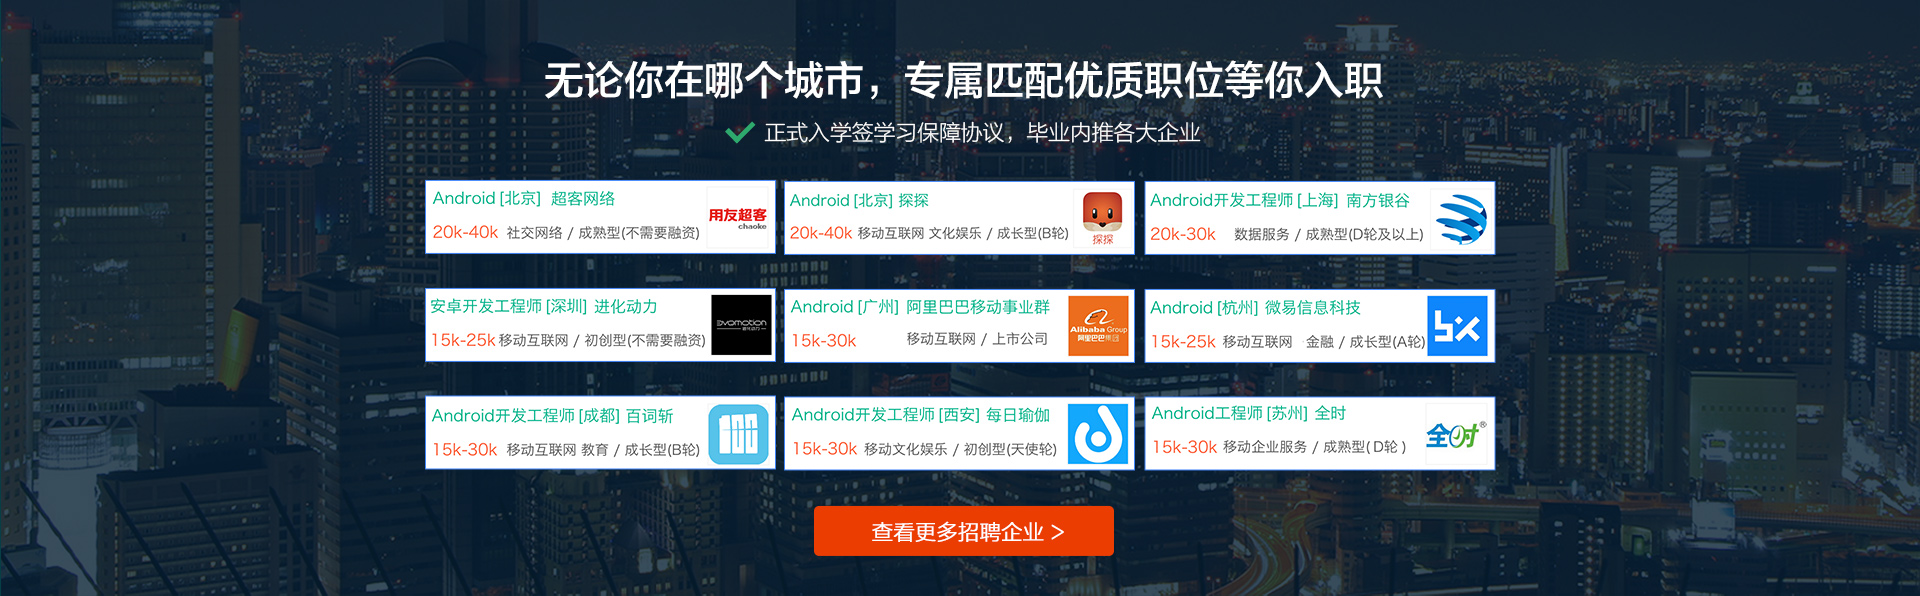 无论你在哪个城市，专属匹配优质职位等你入职
正式入学签学习保障协议，毕业内推各大企业
Android [北京] 超客网络
20k-40k 社交网络 / 成熟型(不需要融资)
用友超客
chaoke
Android [北京] 探探
20k-40k 移动互联网 文化娱乐 / 成长型(B轮)
探探
Android开发工程师 [上海] 南方银谷
20k-30k 数据服务 / 成熟型(D轮及以上)
安卓开发工程师 [深圳] 进化动力
15k-25k 移动互联网 / 初创型(不需要融资)
evomotion
进化动力
Android [广州] 阿里巴巴移动事业群
15k-30k 移动互联网 / 上市公司
Alibaba Group
阿里巴巴集团
Android [杭州] 微易信息科技
15k-25k 移动互联网 金融 / 成长型(A轮)
Android开发工程师 [成都] 百词斩
15k-30k 移动互联网 教育 / 成长型(B轮)
Android开发工程师 [西安] 每日瑜伽
15k-30k 移动文化娱乐 / 初创型(天使轮)
Android工程师 [苏州] 全时
15k-30k 移动企业服务 / 成熟型( D轮 )
全时®
查看更多招聘企业 >